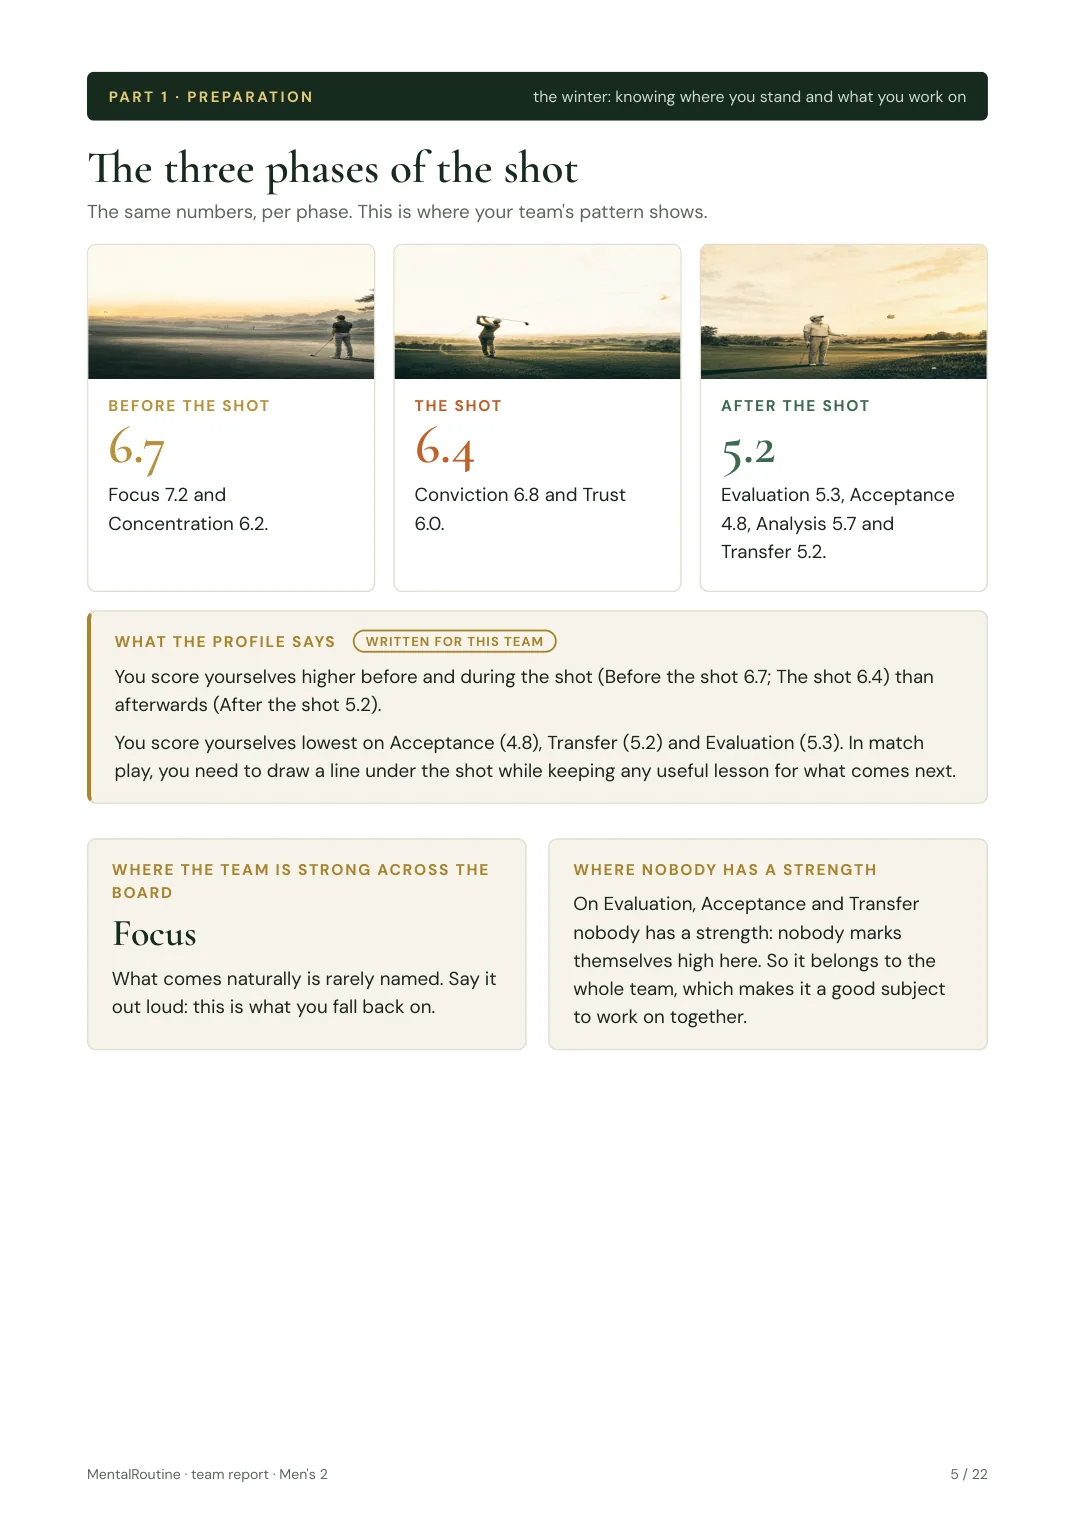 PART 1 · PREPARATION
the winter: knowing where you stand and what you work on
The three phases of the shot
The same numbers, per phase. This is where your team's pattern shows.
BEFORE THE SHOT
6.7
Focus 7.2 and
Concentration 6.2.
THE SHOT
6.4
Conviction 6.8 and Trust
6.0.
AFTER THE SHOT
5.2
Evaluation 5.3, Acceptance
4.8, Analysis 5.7 and
Transfer 5.2.
WHAT THE PROFILE SAYS
WRITTEN FOR THIS TEAM
You score yourselves higher before and during the shot (Before the shot 6.7; The shot 6.4) than
afterwards (After the shot 5.2).
You score yourselves lowest on Acceptance (4.8), Transfer (5.2) and Evaluation (5.3). In match
play, you need to draw a line under the shot while keeping any useful lesson for what comes next.
WHERE THE TEAM IS STRONG ACROSS THE
BOARD
Focus
What comes naturally is rarely named. Say it
out loud: this is what you fall back on.
WHERE NOBODY HAS A STRENGTH
On Evaluation, Acceptance and Transfer
nobody has a strength: nobody marks
themselves high here. So it belongs to the
whole team, which makes it a good subject
to work on together.
MentalRoutine · team report · Men's 2
5 / 22